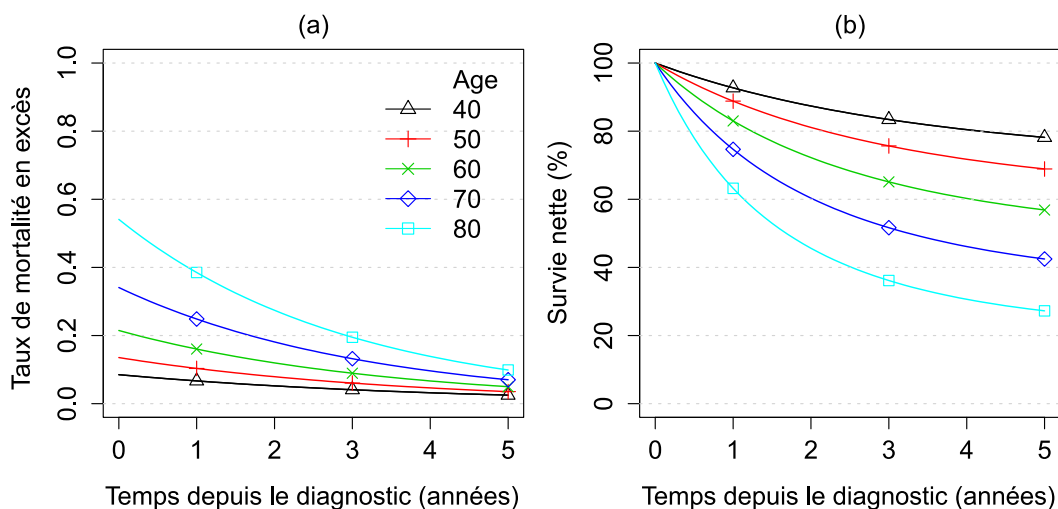 (a)
Taux de mortalité en excès
1.0
0.8
0.6
0.4
0.2
0.0
Age
40
50
60
70
80
0 1 2 3 4 5
Temps depuis le diagnostic (années)
(b)
Survie nette (%)
100
80
60
40
20
0
0 1 2 3 4 5
Temps depuis le diagnostic (années)